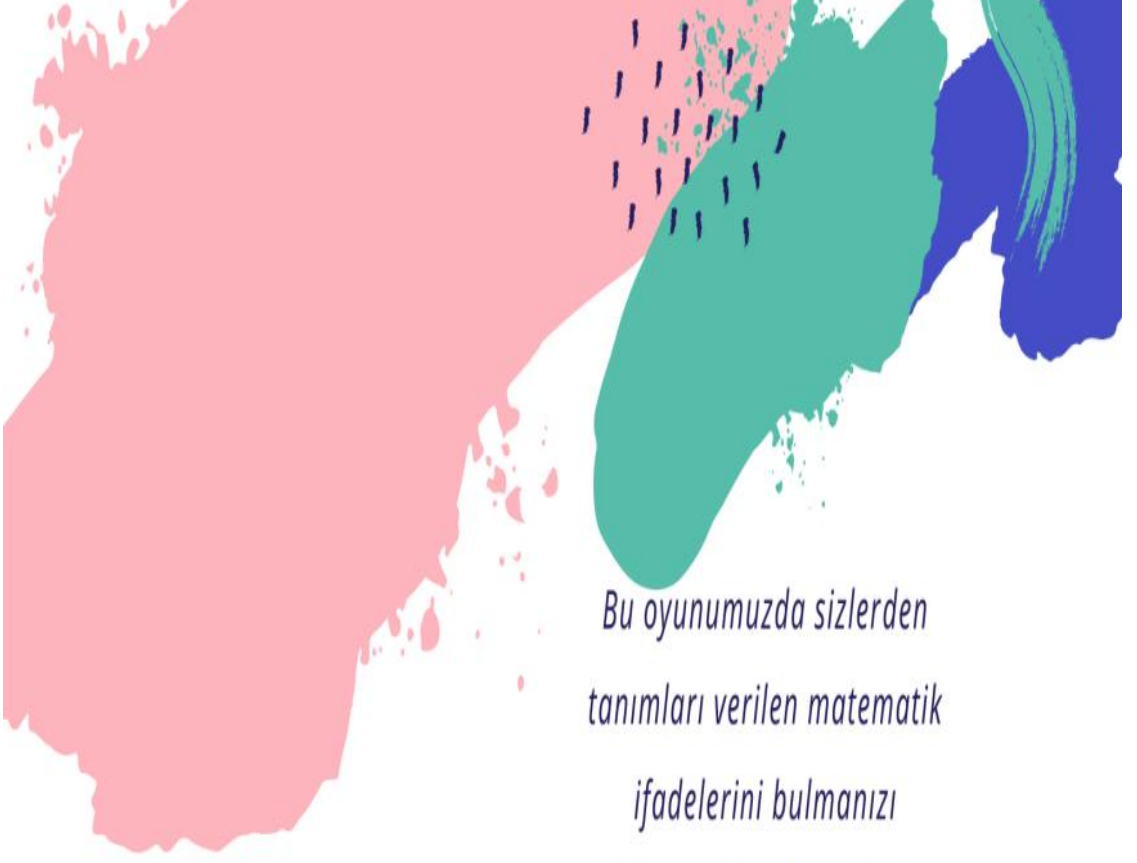 Bu oyunumuzda sizlerden
tanımları verilen matematik
ifadelerini bulmanızı